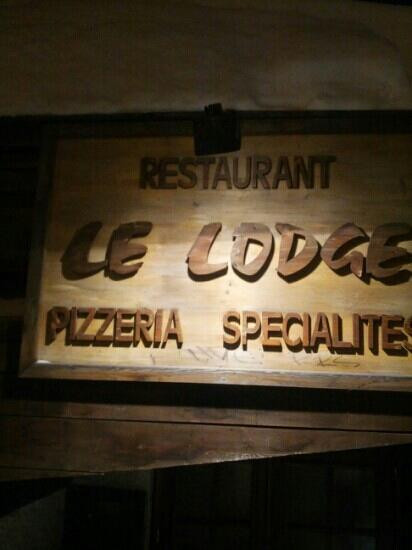 RESTAURANT
LE LODGE
PIZZERIA SPECIALITES